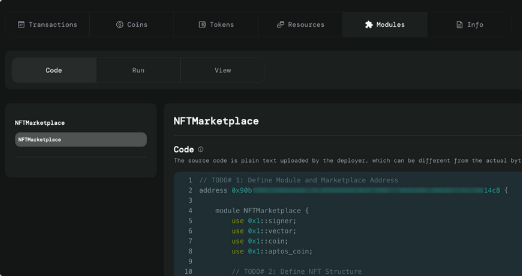 Transactions
Coins
Tokens
Resources
Modules
Info
Code
Run
View
NFTMarketplace
NFTMarketplace
NFTMarketplace
Code
The source code is plain text uploaded by the deployer, which can be different from the actual byt
1 // TODO# 1: Define Module and Marketplace Address
2 address 0x90b 14c8 {
3
4 module NFTMarketplace {
5 use 0x1::signer;
6 use 0x1::vector;
7 use 0x1::coin;
8 use 0x1::aptos_coin;
9
10 // TODO# 2: Define NFT Structure